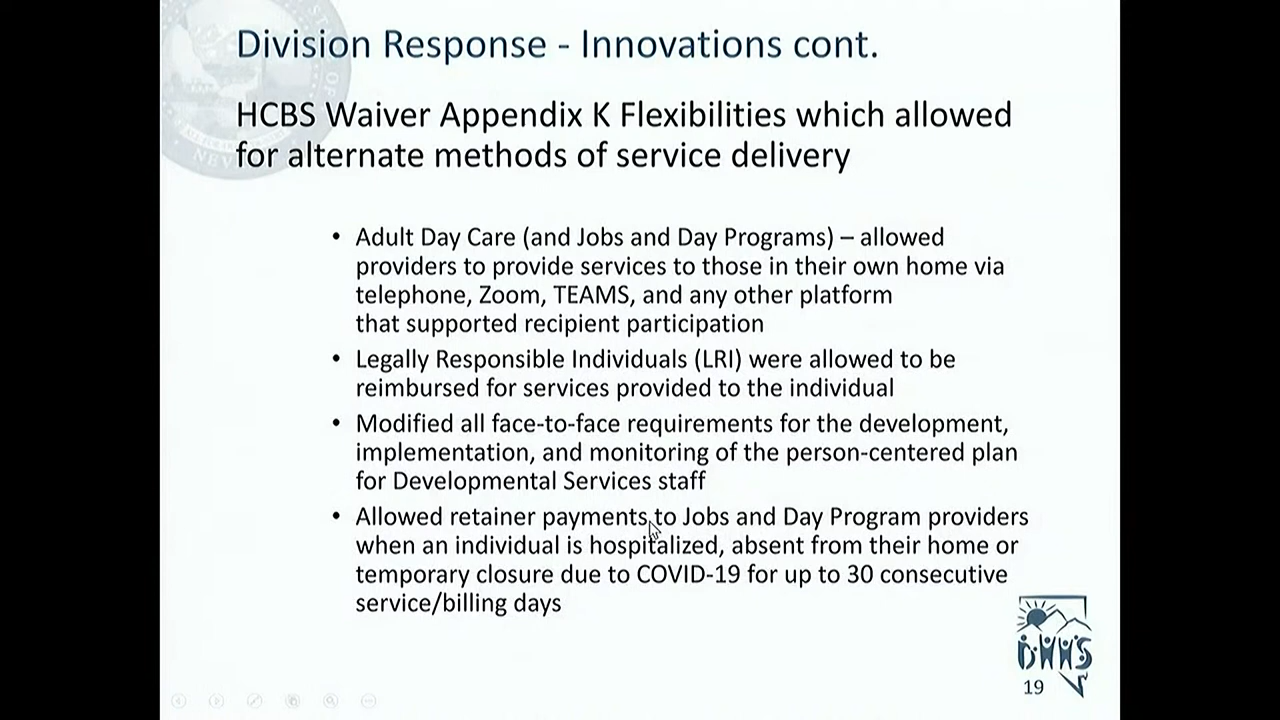 Division Response - Innovations cont.
HCBS Waiver Appendix K Flexibilities which allowed
for alternate methods of service delivery
• Adult Day Care (and Jobs and Day Programs) – allowed
providers to provide services to those in their own home via
telephone, Zoom, TEAMS, and any other platform
that supported recipient participation
• Legally Responsible Individuals (LRI) were allowed to be
reimbursed for services provided to the individual
• Modified all face-to-face requirements for the development,
implementation, and monitoring of the person-centered plan
for Developmental Services staff
• Allowed retainer payments to Jobs and Day Program providers
when an individual is hospitalized, absent from their home or
temporary closure due to COVID-19 for up to 30 consecutive
service/billing days
DHHS
19